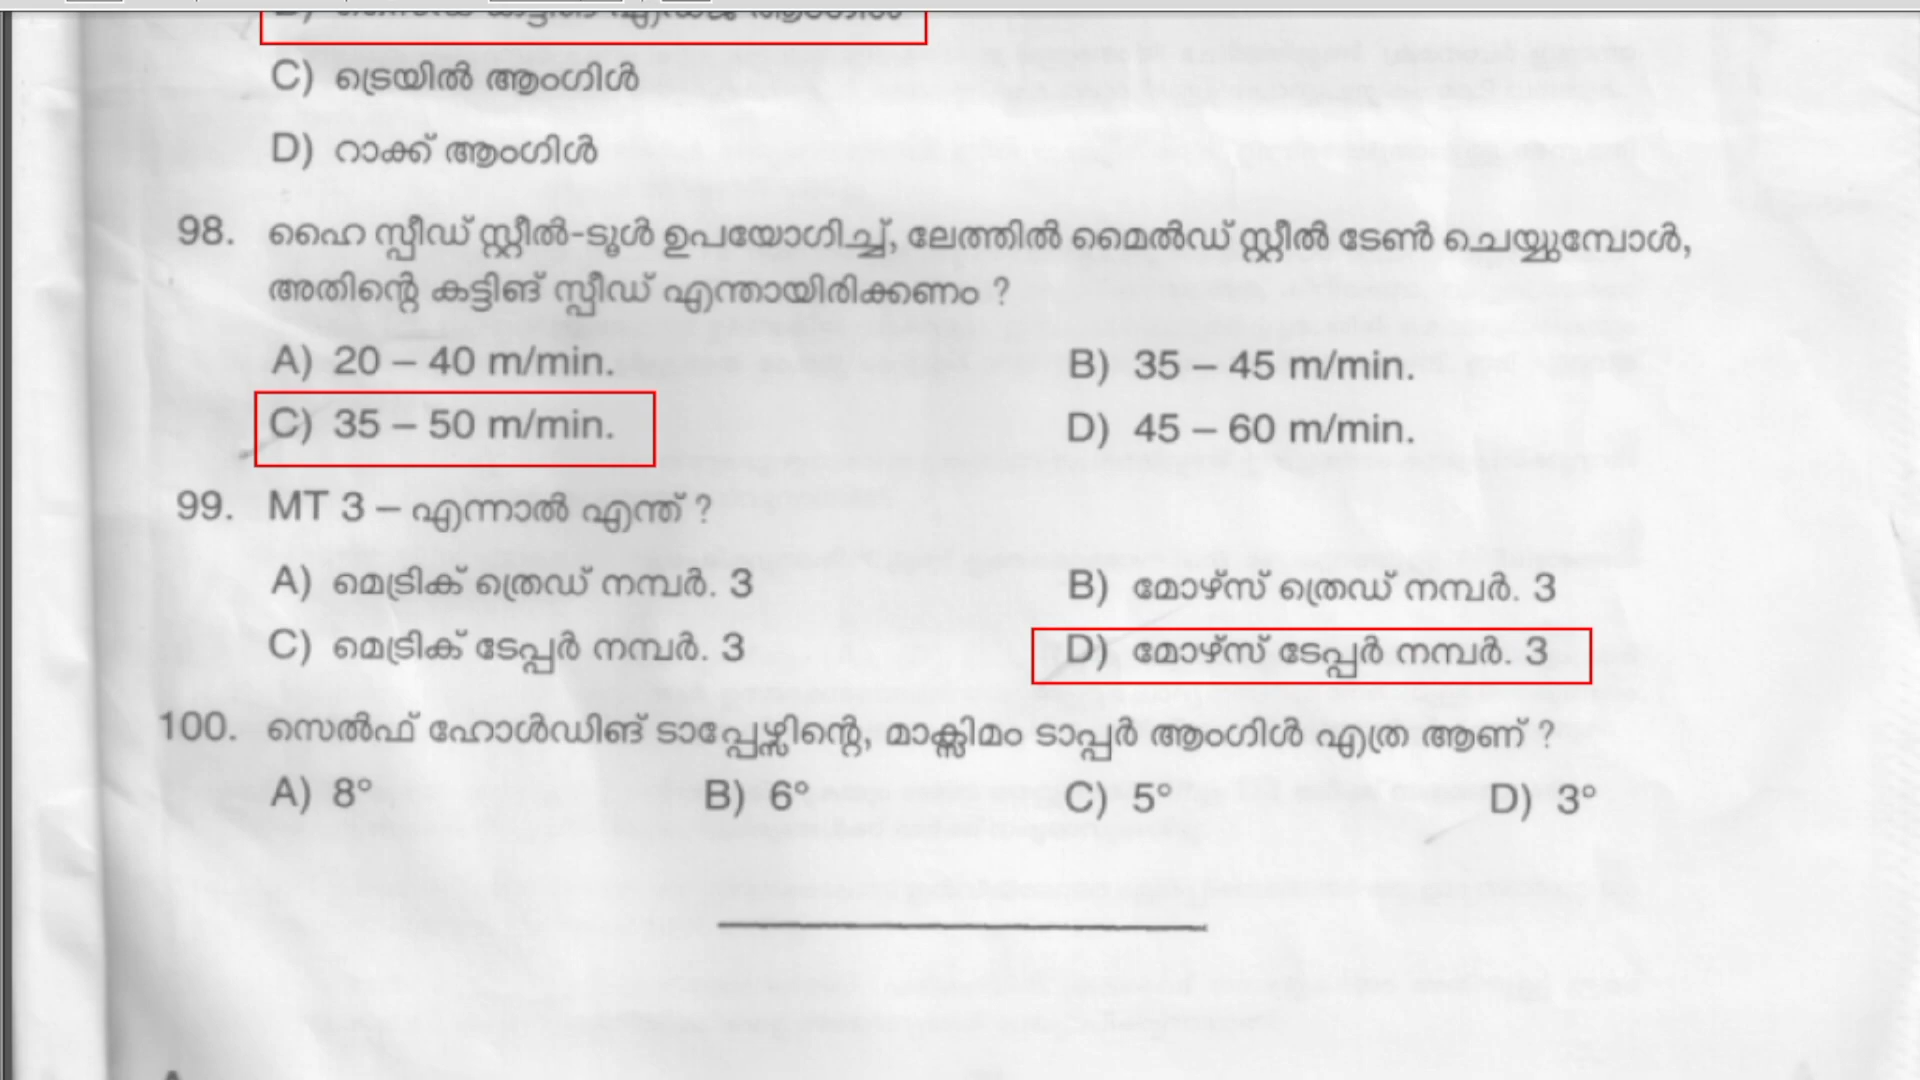 C) ട്രെയിൽ ആംഗിൾ
D) റാക്ക് ആംഗിൾ
98. ഹൈ സ്പീഡ് സ്റ്റീൽ-ടൂൾ ഉപയോഗിച്ച്, ലേത്തിൽ മൈൽഡ് സ്റ്റീൽ ടേൺ ചെയ്യുമ്പോൾ,
അതിന്റെ കട്ടിങ് സ്പീഡ് എന്തായിരിക്കണം ?
A) 20 – 40 m/min. B) 35 – 45 m/min.
C) 35 – 50 m/min. D) 45 – 60 m/min.
99. MT 3 – എന്നാൽ എന്ത് ?
A) മെട്രിക് ത്രെഡ് നമ്പർ. 3 B) മോഴ്സ് ത്രെഡ് നമ്പർ. 3
C) മെട്രിക് ടേപ്പർ നമ്പർ. 3 D) മോഴ്സ് ടേപ്പർ നമ്പർ. 3
100. സെൽഫ് ഹോൾഡിങ് ടാപ്പേഴ്സിന്റെ, മാക്സിമം ടാപ്പർ ആംഗിൾ എത്ര ആണ് ?
A) 8° B) 6° C) 5° D) 3°